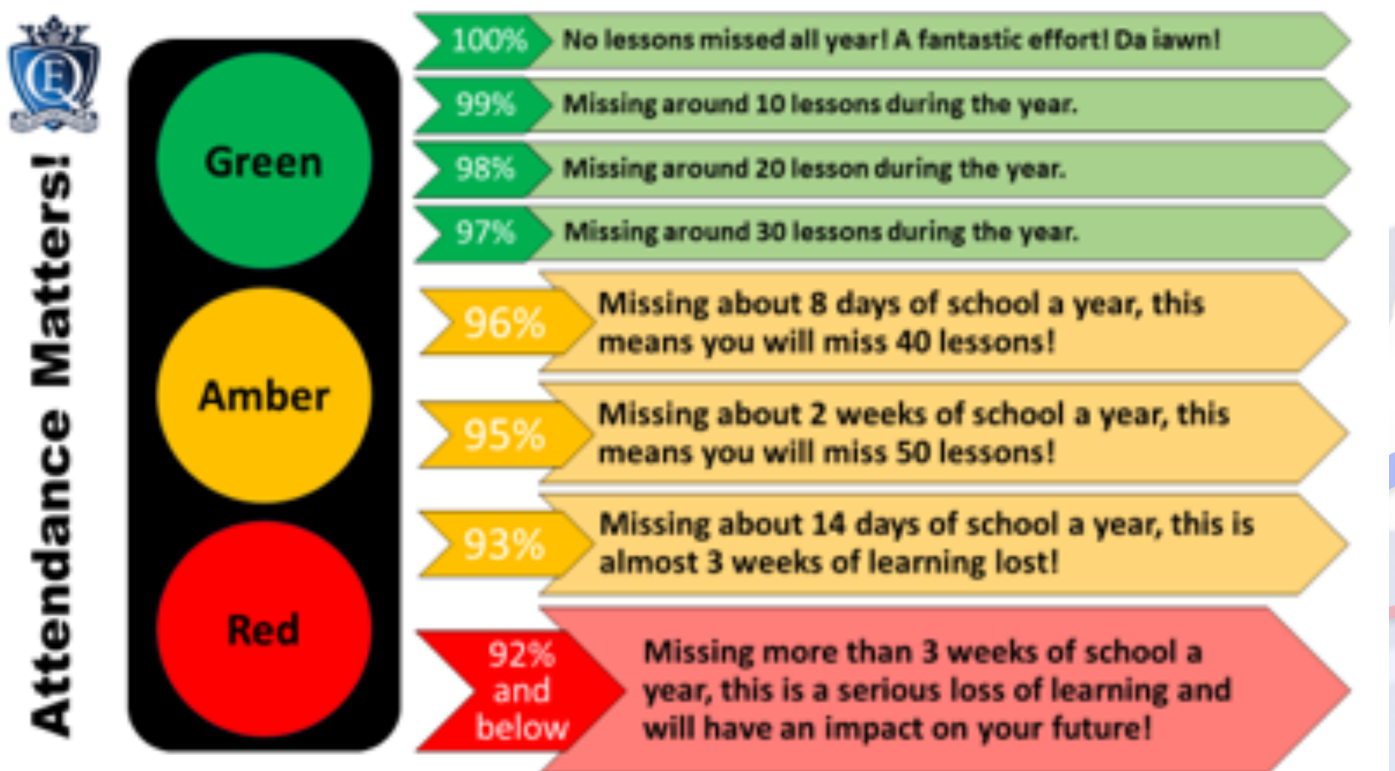 Attendance Matters!
EQ
Green
Amber
Red
100% No lessons missed all year! A fantastic effort! Da iawn!
99% Missing around 10 lessons during the year.
98% Missing around 20 lesson during the year.
97% Missing around 30 lessons during the year.
96%
Missing about 8 days of school a year, this
means you will miss 40 lessons!
95%
Missing about 2 weeks of school a year, this
means you will miss 50 lessons!
93%
Missing about 14 days of school a year, this is
almost 3 weeks of learning lost!
92%
and
below
Missing more than 3 weeks of school a
year, this is a serious loss of learning and
will have an impact on your future!